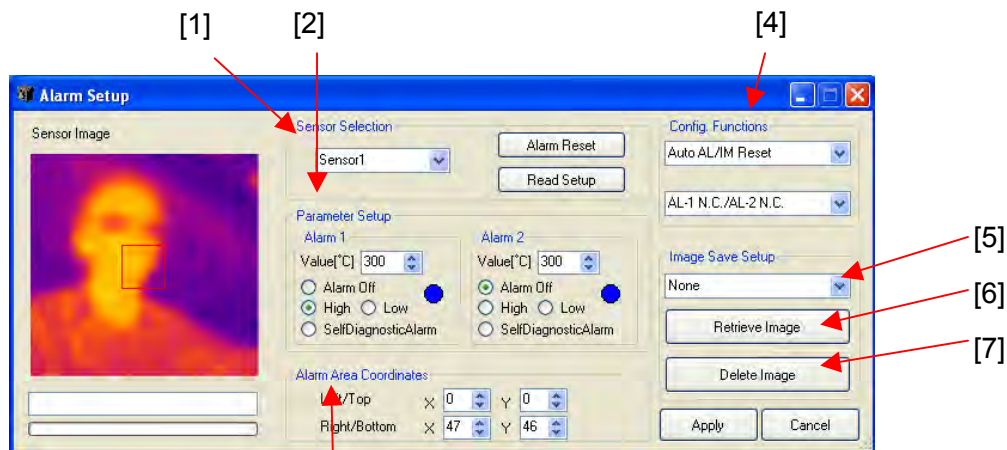 [1] [2] [4]
Alarm Setup
Sensor Image
Sensor Selection
Sensor1
Alarm Reset
Read Setup
Parameter Setup
Alarm 1
Value[°C] 300
Alarm Off
High Low
SelfDiagnosticAlarm
Alarm 2
Value[°C] 300
Alarm Off
High Low
SelfDiagnosticAlarm
Alarm Area Coordinates
Left/Top X 0 Y 0
Right/Bottom X 47 Y 46
Config. Functions
Auto AL/IM Reset
AL-1 N.C./AL-2 N.C.
Image Save Setup
None
Retrieve Image
Delete Image
Apply Cancel
[5]
[6]
[7]